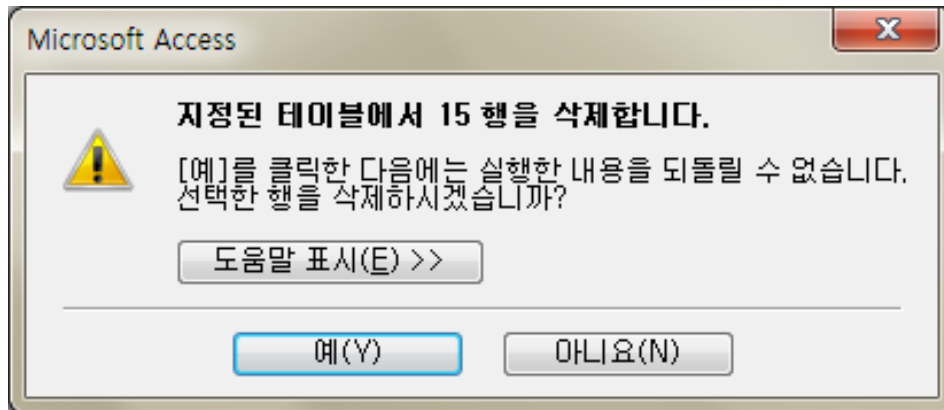 Microsoft Access
지정된 테이블에서 15 행을 삭제합니다.
[예]를 클릭한 다음에는 실행한 내용을 되돌릴 수 없습니다.
선택한 행을 삭제하시겠습니까?
도움말 표시(E) >>
예(Y)
아니요(N)